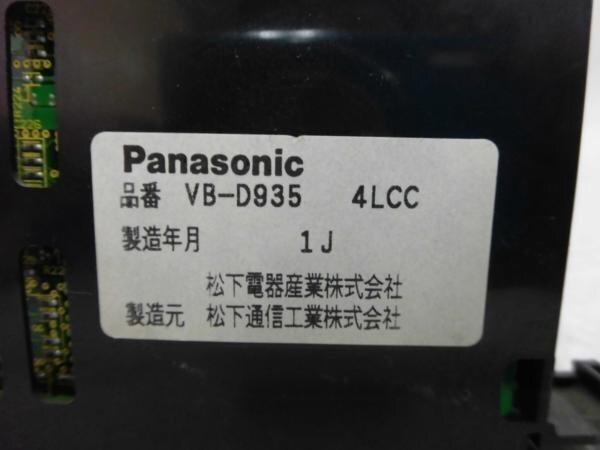 Panasonic
品番 VB-D935 4LCC
製造年月 1J
松下電器産業株式会社
製造元 松下通信工業株式会社